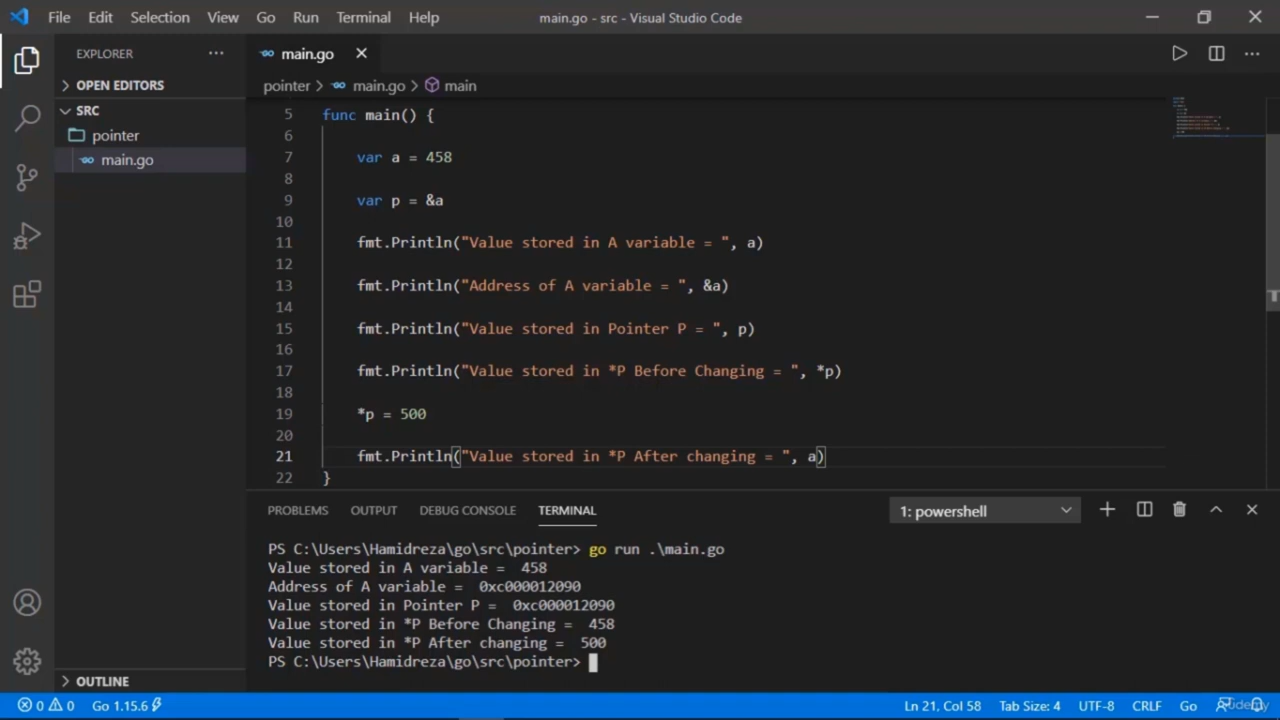 File Edit Selection View Go Run Terminal Help main.go - src - Visual Studio Code
EXPLORER
main.go
OPEN EDITORS
pointer > main.go > main
SRC
pointer
main.go
5 func main() {
6
7 var a = 458
8
9 var p = &a
10
11 fmt.Println("Value stored in A variable = ", a)
12
13 fmt.Println("Address of A variable = ", &a)
14
15 fmt.Println("Value stored in Pointer P = ", p)
16
17 fmt.Println("Value stored in *P Before Changing = ", *p)
18
19 *p = 500
20
21 fmt.Println("Value stored in *P After changing = ", a)
22 }
PROBLEMS OUTPUT DEBUG CONSOLE TERMINAL 1: powershell
PS C:\Users\Hamidreza\go\src\pointer> go run .\main.go
Value stored in A variable =  458
Address of A variable =  0xc000012090
Value stored in Pointer P =  0xc000012090
Value stored in *P Before Changing =  458
Value stored in *P After changing =  500
PS C:\Users\Hamidreza\go\src\pointer>
OUTLINE
0 0 Go 1.15.6 Ln 21, Col 58 Tab Size: 4 UTF-8 CRLF Go